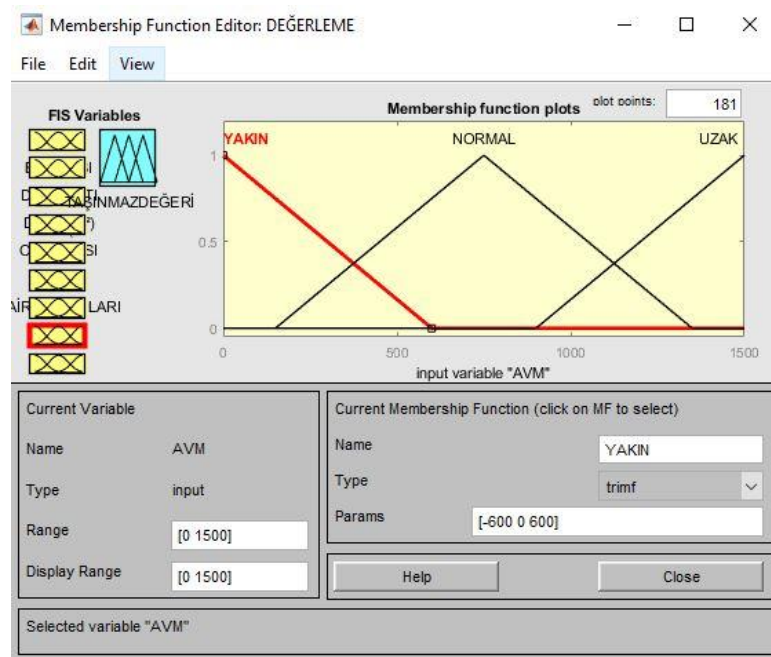 Membership Function Editor: DEĞERLEME
File Edit View
FIS Variables
TAŞINMAZDEĞERİ
Membership function plots
plot points:
181
YAKIN
NORMAL
UZAK
1
0.5
0
0
500
1000
1500
input variable "AVM"
Current Variable
Name AVM
Type input
Range [0 1500]
Display Range [0 1500]
Current Membership Function (click on MF to select)
Name YAKIN
Type trimf
Params [-600 0 600]
Help
Close
Selected variable "AVM"